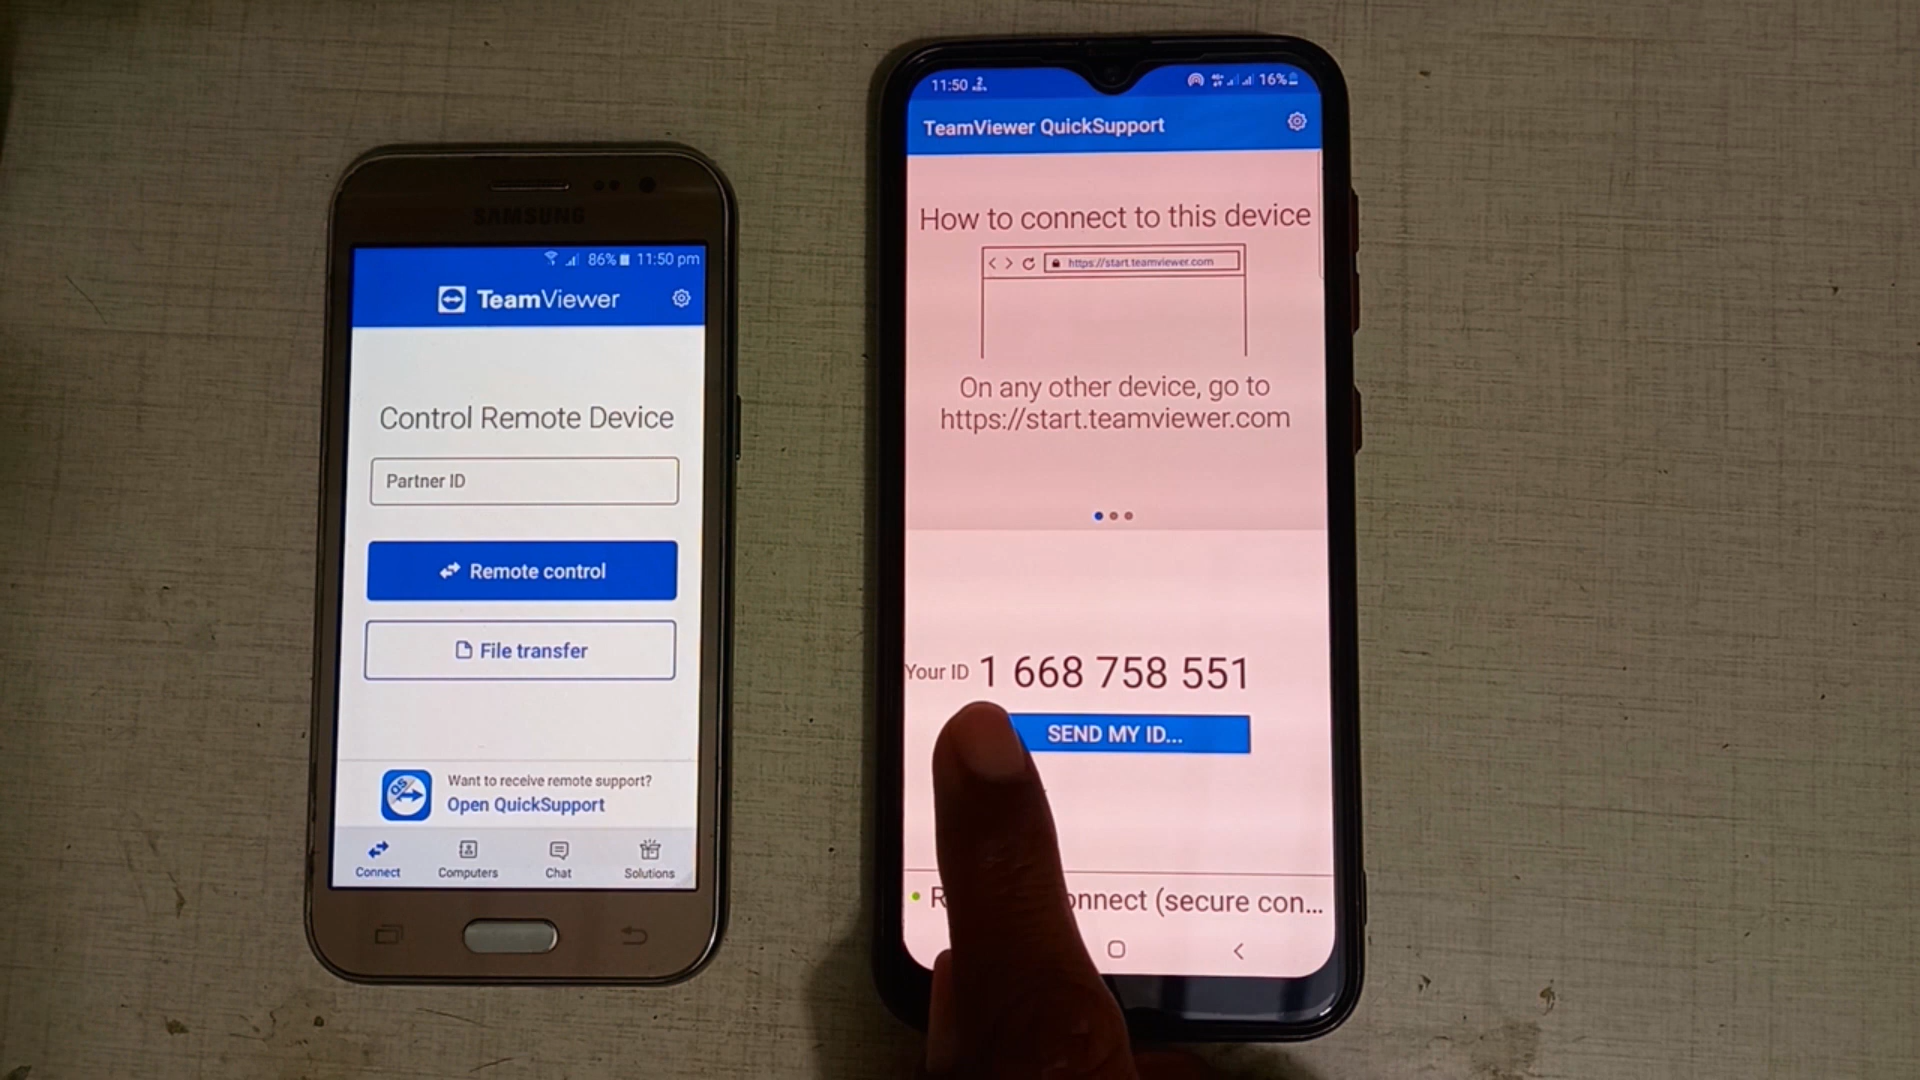 SAMSUNG
86% 11:50 pm
TeamViewer
Control Remote Device
Partner ID
Remote control
File transfer
Want to receive remote support?
QS
Open QuickSupport
Connect
Computers
Chat
Solutions
11:50
16%
TeamViewer QuickSupport
How to connect to this device
https://start.teamviewer.com
On any other device, go to
https://start.teamviewer.com
Your ID 1 668 758 551
SEND MY ID...
(secure con...